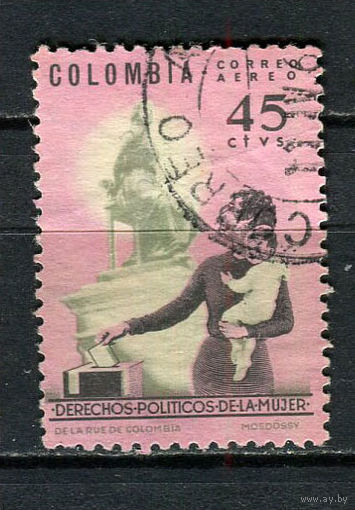 COLOMBIA · CORREO AEREO
45
ctvs
CORREO
·DERECHOS·POLITICOS·DE·LA·MUJER·
DE LA RUE DE COLOMBIA MOSDOSSY
www.ay.by